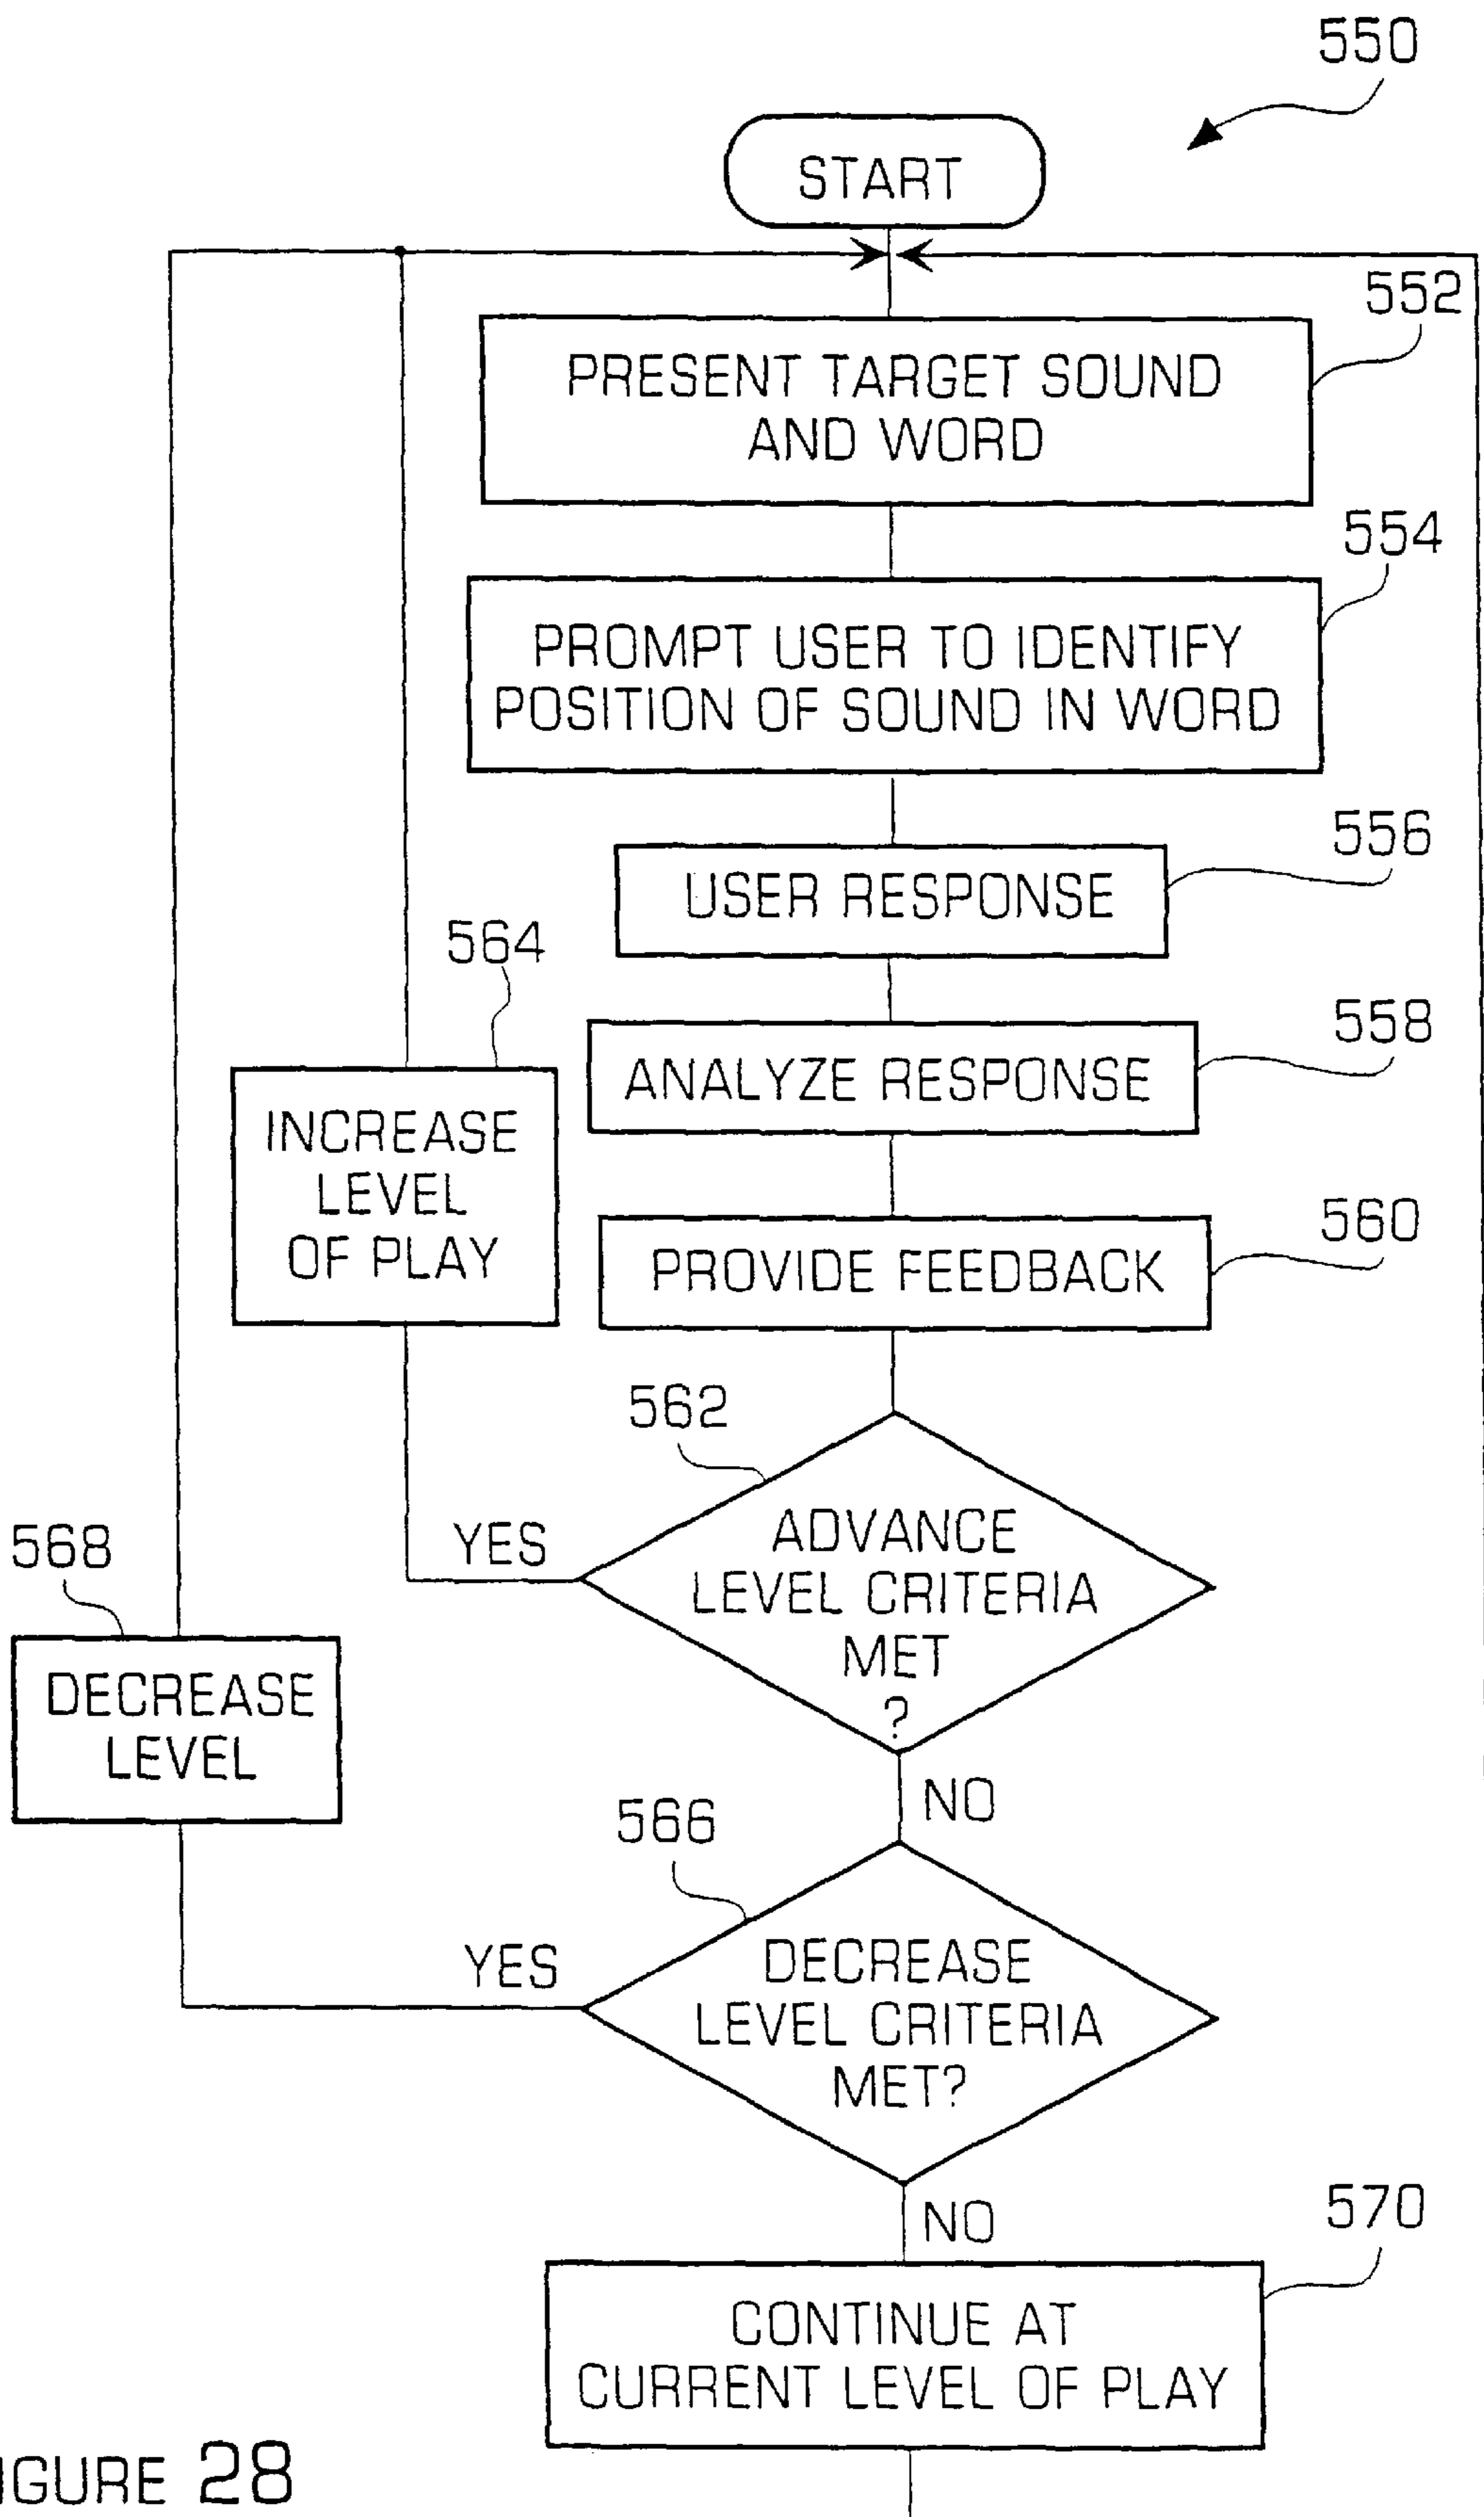 550
START
552
PRESENT TARGET SOUND
AND WORD
554
PROMPT USER TO IDENTIFY
POSITION OF SOUND IN WORD
556
USER RESPONSE
564
558
ANALYZE RESPONSE
INCREASE
LEVEL
OF PLAY
560
PROVIDE FEEDBACK
562
ADVANCE
LEVEL CRITERIA
MET
?
YES
568
DECREASE
LEVEL
NO
566
DECREASE
LEVEL CRITERIA
MET?
YES
NO
570
CONTINUE AT
CURRENT LEVEL OF PLAY
IGURE 28